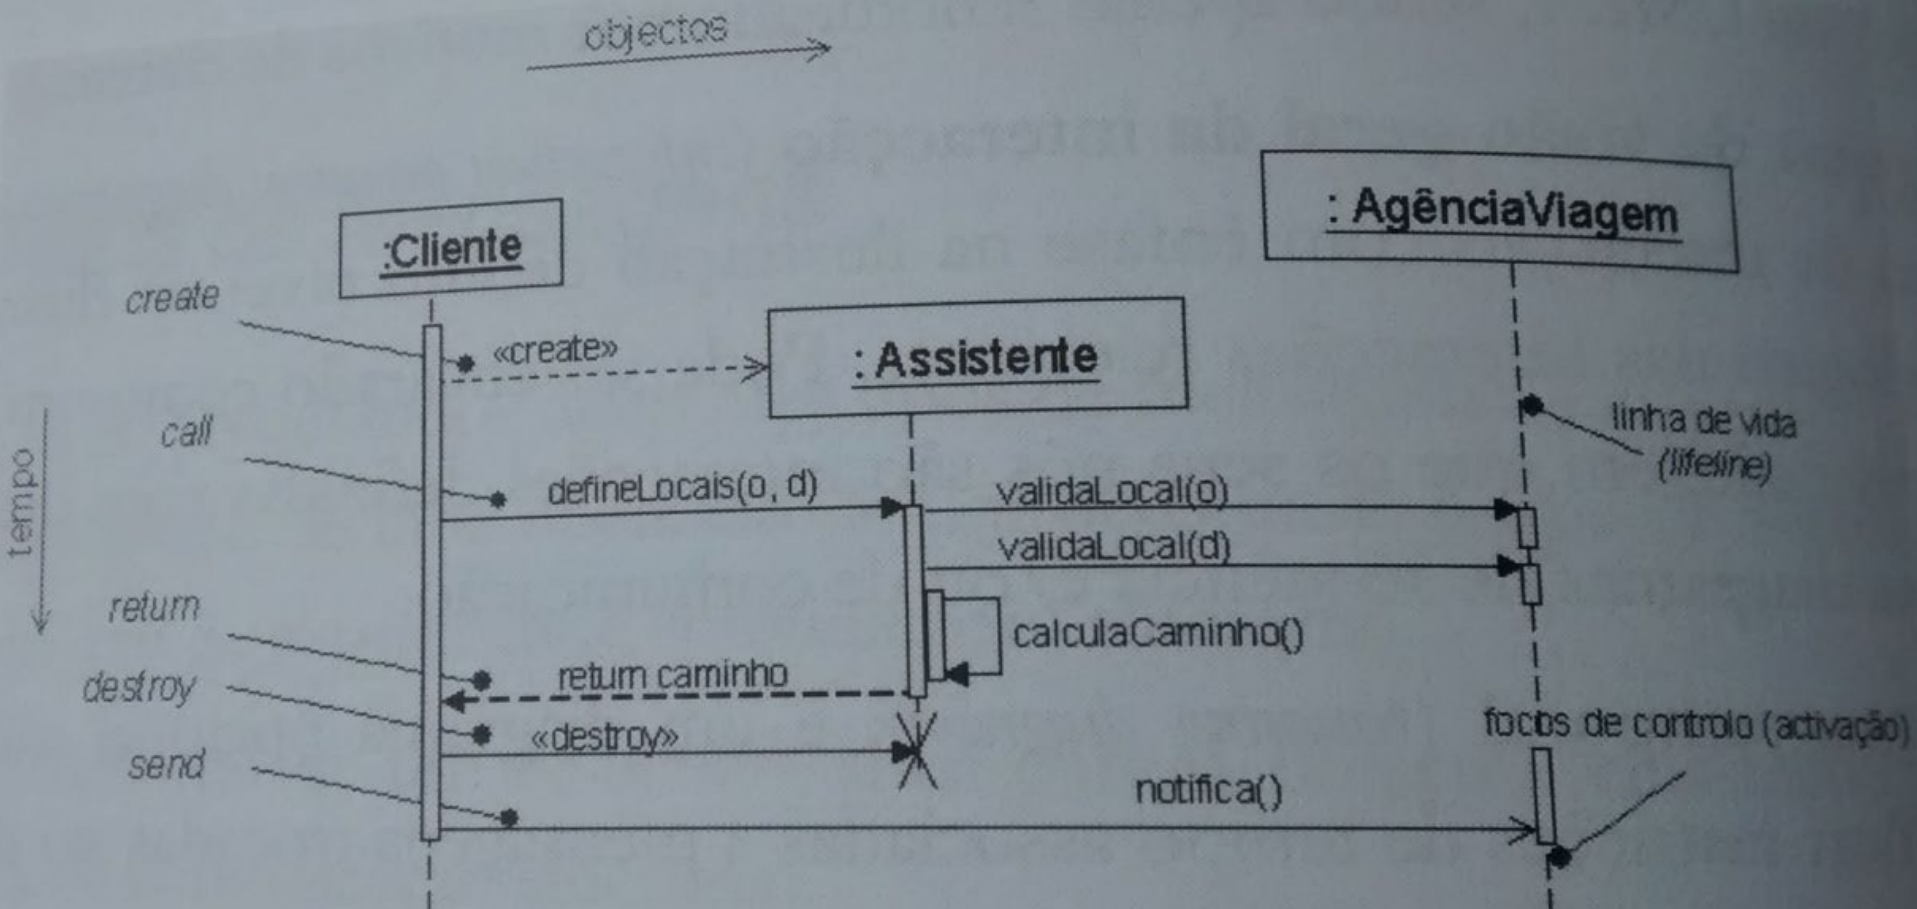 objectos
:Cliente
: AgênciaViagem
create
«create»
: Assistente
call
linha de vida
(lifeline)
tempo
defineLocais(o, d)
validaLocal(o)
validaLocal(d)
return
calculaCaminho()
return caminho
destroy
«destroy»
focos de controlo (activação)
send
notifica()